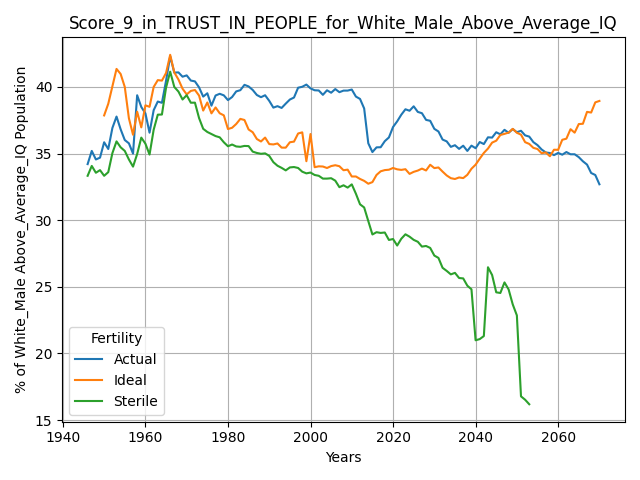 Score_9_in_TRUST_IN_PEOPLE_for_White_Male_Above_Average_IQ
% of White_Male Above_Average_IQ Population
40
35
30
25
20
15
Fertility
Actual
Ideal
Sterile
1940 1960 1980 2000 2020 2040 2060
Years